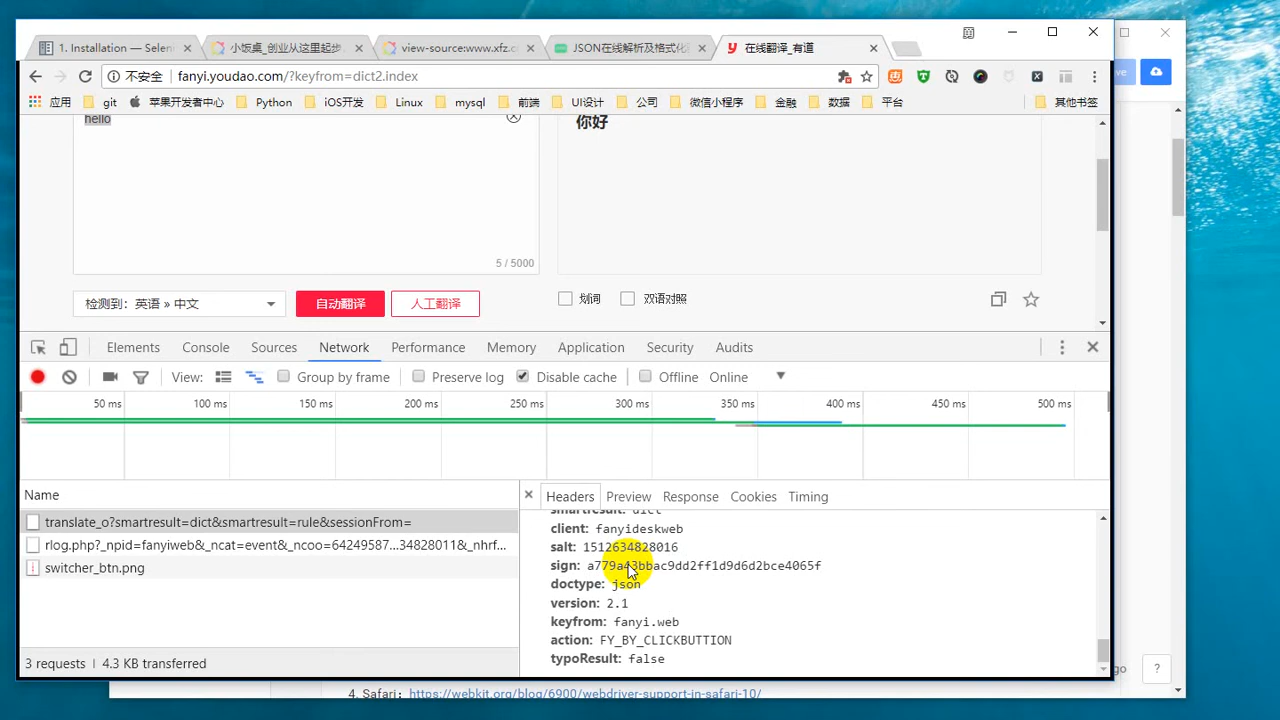 1. Installation — Selen
小饭桌_创业从这里起步
view-source:www.xfz.c
JSON在线解析及格式化
在线翻译_有道
不安全 fanyi.youdao.com/?keyfrom=dict2.index
应用 git 苹果开发者中心 Python iOS开发 Linux mysql 前端 UI设计 公司 微信小程序 金融 数据 平台 其他书签
hello
你好
5 / 5000
检测到：英语 » 中文 自动翻译 人工翻译 划词 双语对照
Elements Console Sources Network Performance Memory Application Security Audits
View: Group by frame Preserve log Disable cache Offline Online
50 ms 100 ms 150 ms 200 ms 250 ms 300 ms 350 ms 400 ms 450 ms 500 ms
Name
Headers Preview Response Cookies Timing
translate_o?smartresult=dict&smartresult=rule&sessionFrom=
rlog.php?_npid=fanyiweb&_ncat=event&_ncoo=64249587...34828011&_nhrf...
switcher_btn.png
smartresult: dict
client: fanyideskweb
salt: 1512634828016
sign: a779a43bbac9dd2ff1d9d6d2bce4065f
doctype: json
version: 2.1
keyfrom: fanyi.web
action: FY_BY_CLICKBUTTION
typoResult: false
3 requests | 4.3 KB transferred
go ?
4. Safari：https://webkit.org/blog/6900/webdriver-support-in-safari-10/